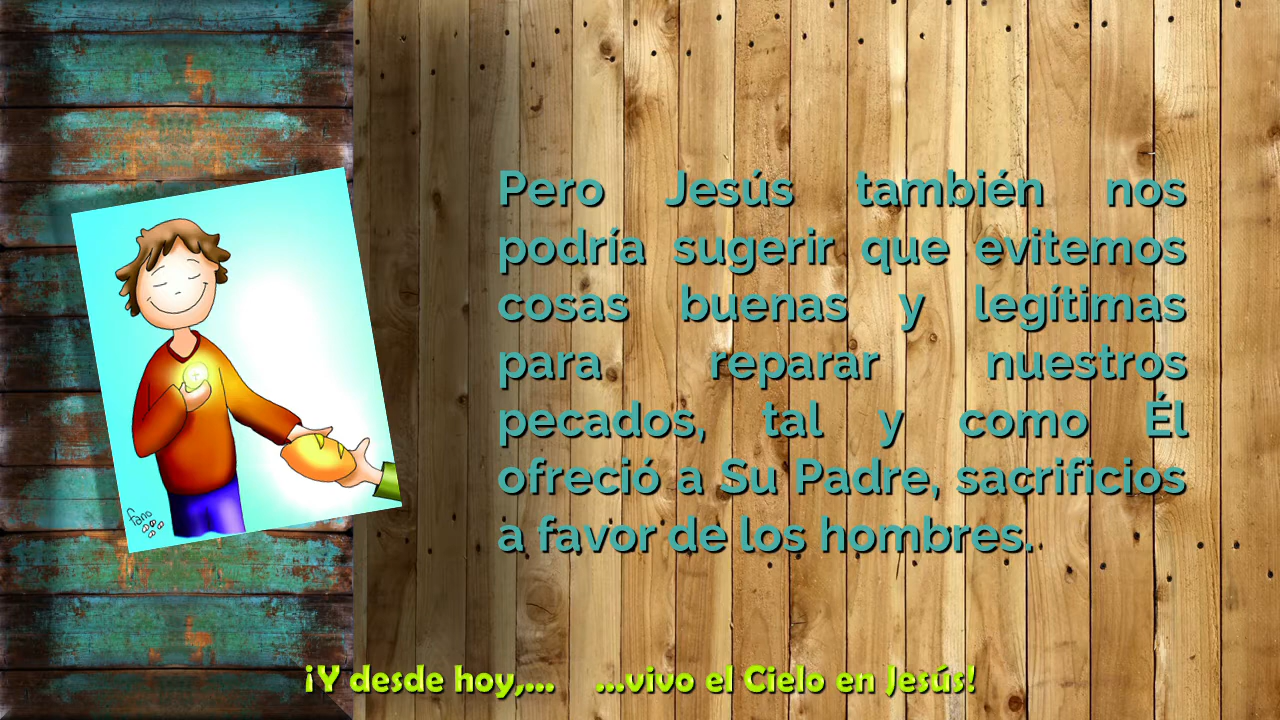 Pero Jesús también nos
podría sugerir que evitemos
cosas buenas y legítimas
para reparar nuestros
pecados, tal y como Él
ofreció a Su Padre, sacrificios
a favor de los hombres.
fano
¡Y desde hoy,... ...vivo el Cielo en Jesús!